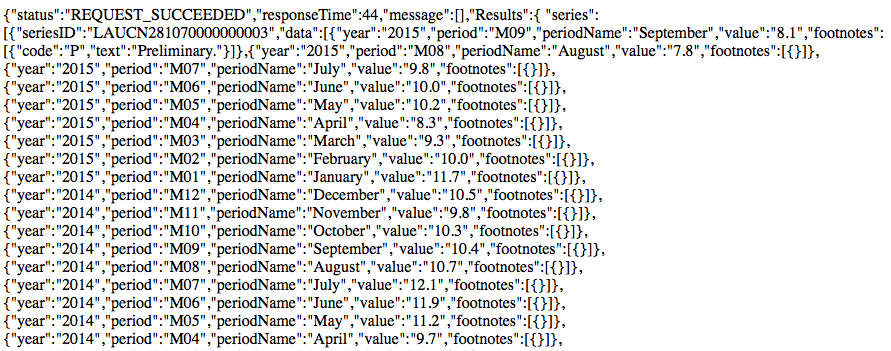 {"status":"REQUEST_SUCCEEDED","responseTime":44,"message":[],"Results":{ "series":
[{"seriesID":"LAUCN281070000000003","data":[{"year":"2015","period":"M09","periodName":"September","value":"8.1","footnotes":
[{"code":"P","text":"Preliminary."}]},{"year":"2015","period":"M08","periodName":"August","value":"7.8","footnotes":[{}]},
{"year":"2015","period":"M07","periodName":"July","value":"9.8","footnotes":[{}]},
{"year":"2015","period":"M06","periodName":"June","value":"10.0","footnotes":[{}]},
{"year":"2015","period":"M05","periodName":"May","value":"10.2","footnotes":[{}]},
{"year":"2015","period":"M04","periodName":"April","value":"8.3","footnotes":[{}]},
{"year":"2015","period":"M03","periodName":"March","value":"9.3","footnotes":[{}]},
{"year":"2015","period":"M02","periodName":"February","value":"10.0","footnotes":[{}]},
{"year":"2015","period":"M01","periodName":"January","value":"11.7","footnotes":[{}]},
{"year":"2014","period":"M12","periodName":"December","value":"10.5","footnotes":[{}]},
{"year":"2014","period":"M11","periodName":"November","value":"9.8","footnotes":[{}]},
{"year":"2014","period":"M10","periodName":"October","value":"10.3","footnotes":[{}]},
{"year":"2014","period":"M09","periodName":"September","value":"10.4","footnotes":[{}]},
{"year":"2014","period":"M08","periodName":"August","value":"10.7","footnotes":[{}]},
{"year":"2014","period":"M07","periodName":"July","value":"12.1","footnotes":[{}]},
{"year":"2014","period":"M06","periodName":"June","value":"11.9","footnotes":[{}]},
{"year":"2014","period":"M05","periodName":"May","value":"11.2","footnotes":[{}]},
{"year":"2014","period":"M04","periodName":"April","value":"9.7","footnotes":[{}]},